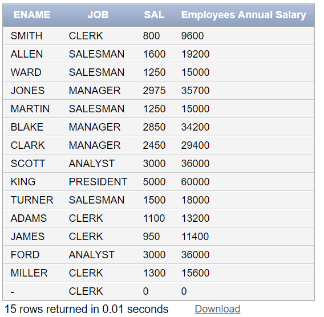 ENAME JOB SAL Employees Annual Salary
SMITH CLERK 800 9600
ALLEN SALESMAN 1600 19200
WARD SALESMAN 1250 15000
JONES MANAGER 2975 35700
MARTIN SALESMAN 1250 15000
BLAKE MANAGER 2850 34200
CLARK MANAGER 2450 29400
SCOTT ANALYST 3000 36000
KING PRESIDENT 5000 60000
TURNER SALESMAN 1500 18000
ADAMS CLERK 1100 13200
JAMES CLERK 950 11400
FORD ANALYST 3000 36000
MILLER CLERK 1300 15600
- CLERK 0 0
15 rows returned in 0.01 seconds Download